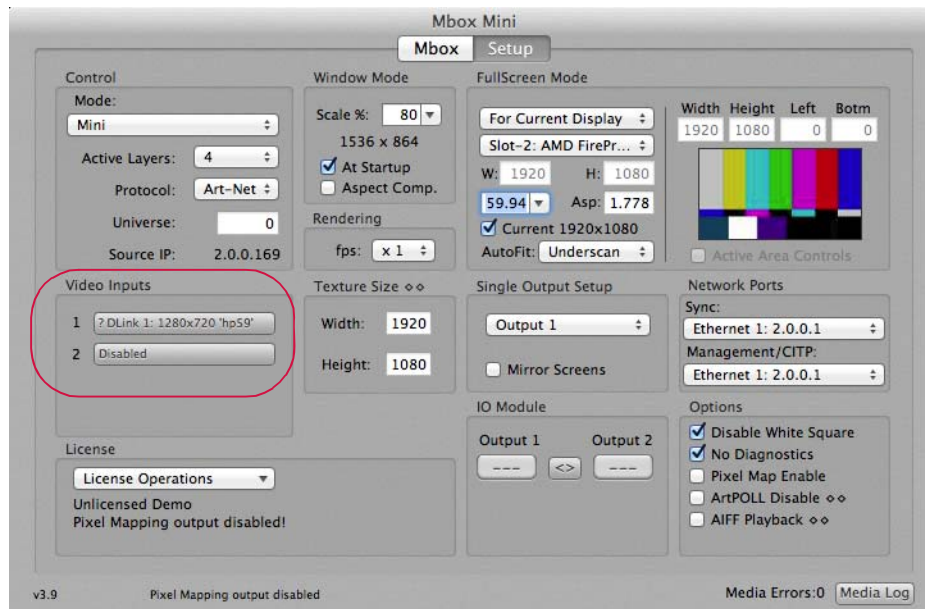 Mbox Mini
Mbox Setup
Control
Mode:
Mini
Active Layers: 4
Protocol: Art-Net
Universe: 0
Source IP: 2.0.0.169
Window Mode
Scale %: 80
1536 x 864
At Startup
Aspect Comp.
Rendering
fps: x 1
FullScreen Mode
For Current Display
Slot-2: AMD FirePr...
W: 1920 H: 1080
59.94 Asp: 1.778
Current 1920x1080
AutoFit: Underscan
Width Height Left Botm
1920 1080 0 0
Active Area Controls
Video Inputs
1 ? DLink 1: 1280x720 'hp59'
2 Disabled
Texture Size ◇◇
Width: 1920
Height: 1080
Single Output Setup
Output 1
Mirror Screens
Network Ports
Sync:
Ethernet 1: 2.0.0.1
Management/CITP:
Ethernet 1: 2.0.0.1
License
License Operations
Unlicensed Demo
Pixel Mapping output disabled!
IO Module
Output 1 Output 2
--- <> ---
Options
Disable White Square
No Diagnostics
Pixel Map Enable
ArtPOLL Disable ◇◇
AIFF Playback ◇◇
v3.9 Pixel Mapping output disabled Media Errors:0 Media Log